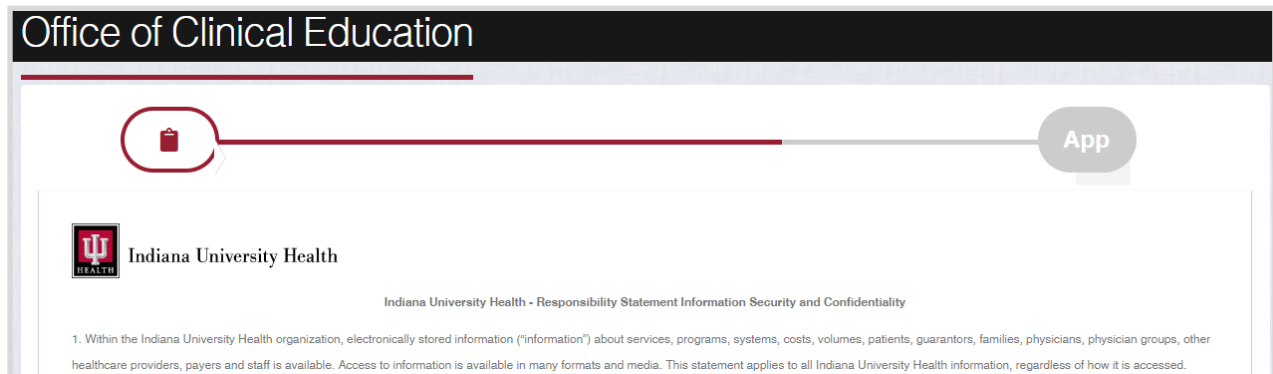 Office of Clinical Education
App
HEALTH
Indiana University Health
Indiana University Health - Responsibility Statement Information Security and Confidentiality
1. Within the Indiana University Health organization, electronically stored information ("information") about services, programs, systems, costs, volumes, patients, guarantors, families, physicians, physician groups, other
healthcare providers, payers and staff is available. Access to information is available in many formats and media. This statement applies to all Indiana University Health information, regardless of how it is accessed.